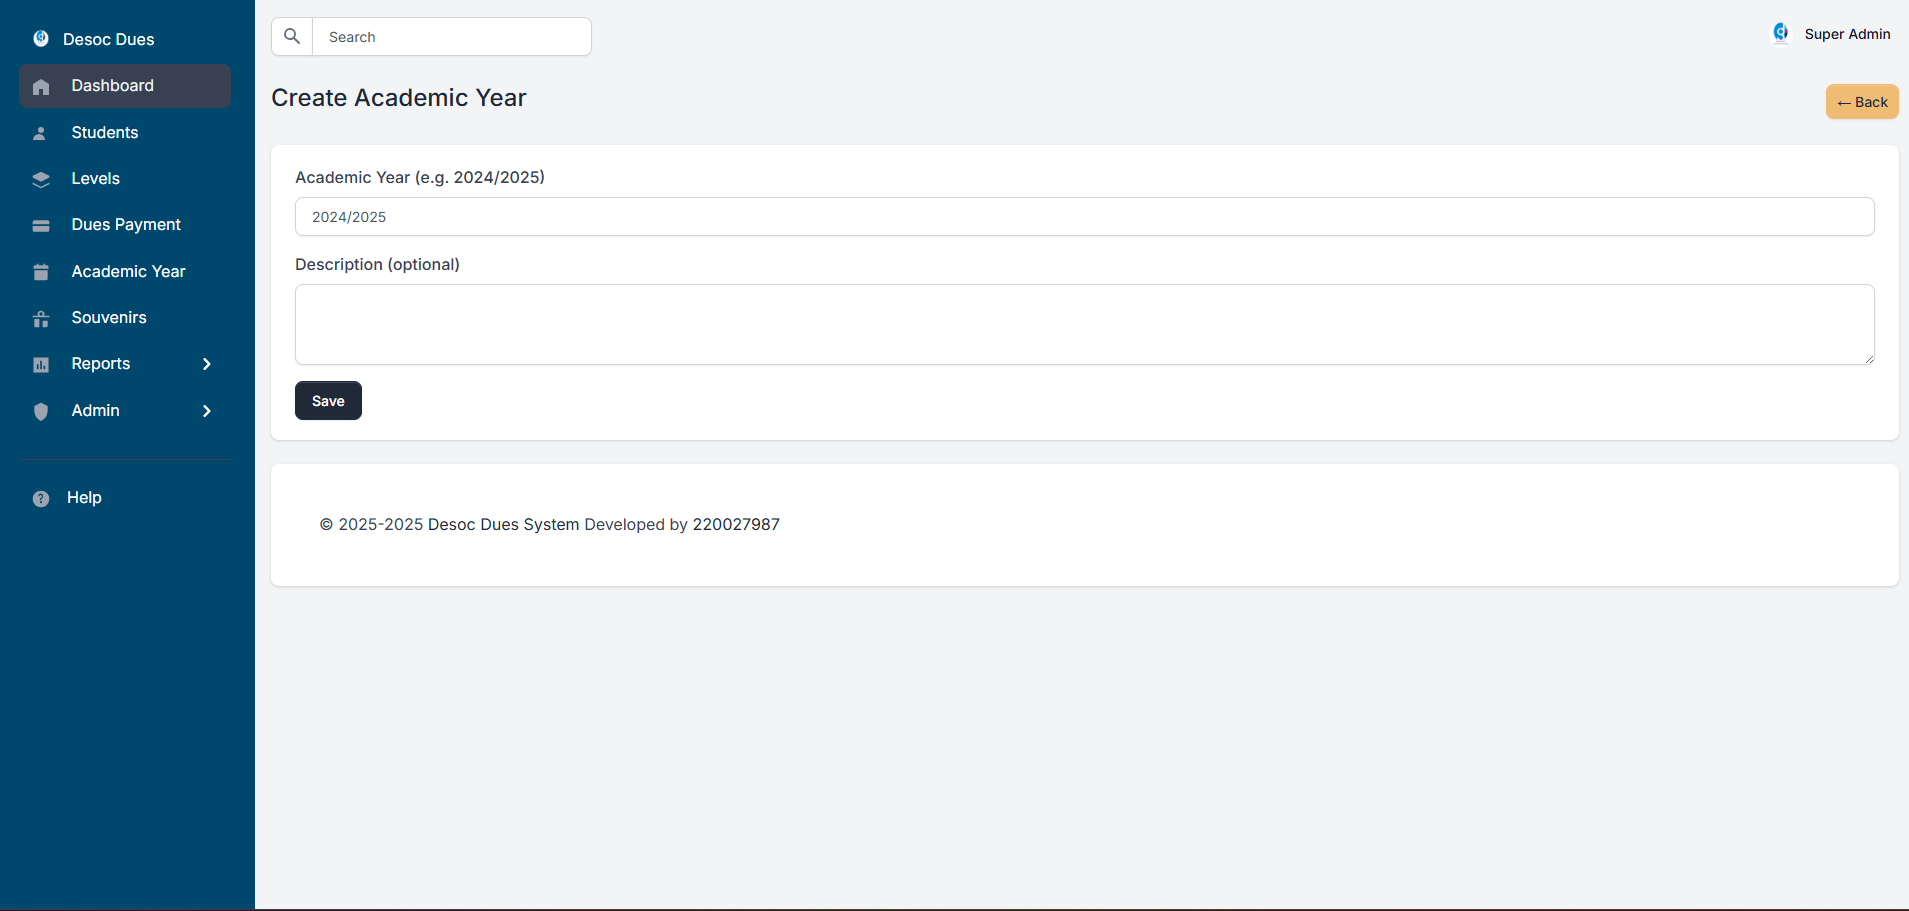 Desoc Dues
Dashboard
Students
Levels
Dues Payment
Academic Year
Souvenirs
Reports
Admin
Help
Search
Super Admin
Create Academic Year
← Back
Academic Year (e.g. 2024/2025)
2024/2025
Description (optional)
Save
© 2025-2025 Desoc Dues System Developed by 220027987